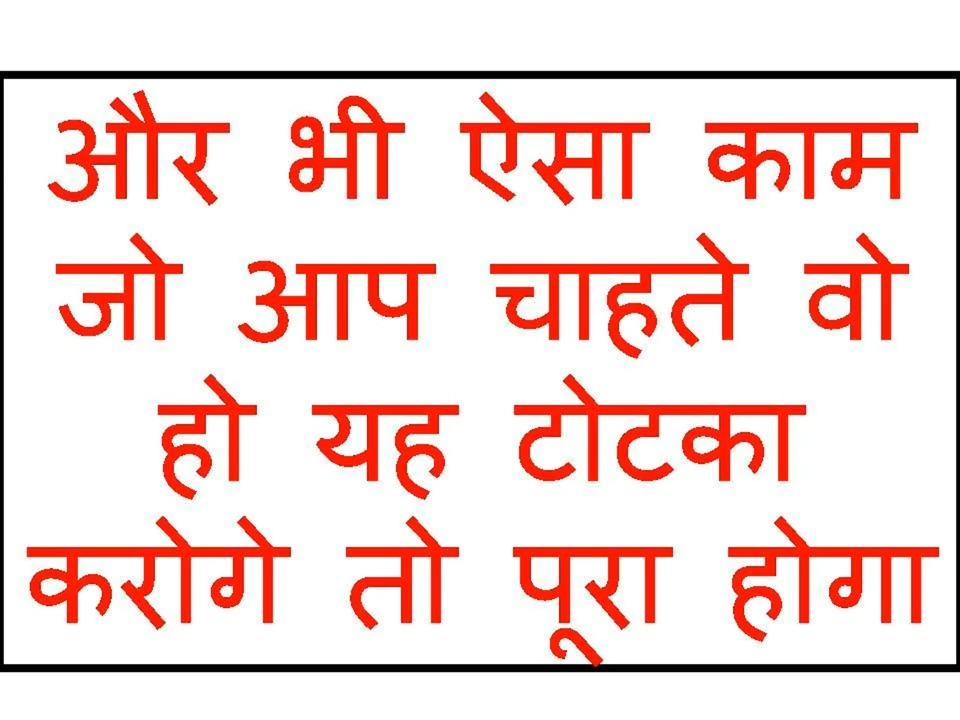 और भी ऐसा काम
जो आप चाहते वो
हो यह टोटका
करोगे तो पूरा होगा